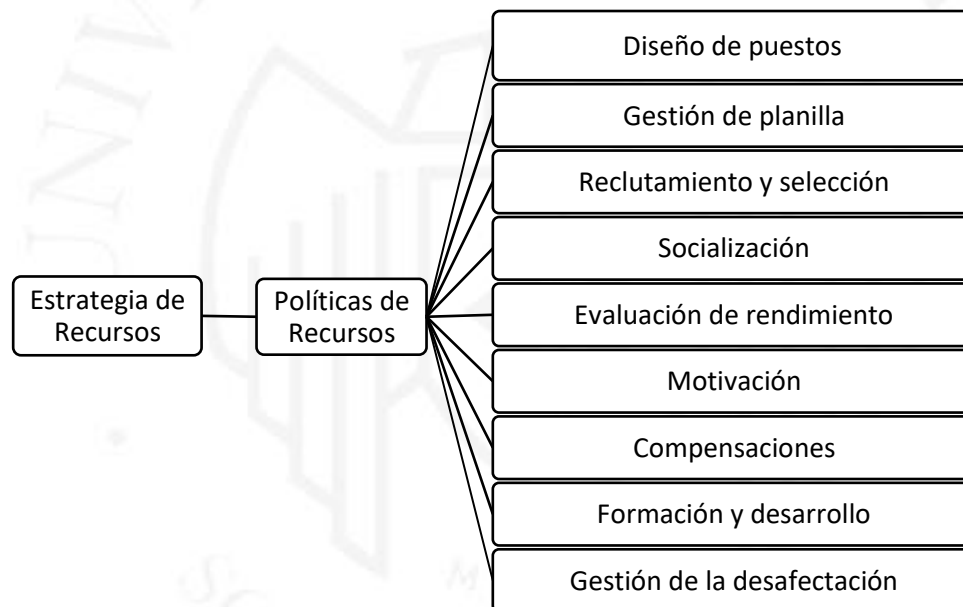 Estrategia de
Recursos
Políticas de
Recursos
Diseño de puestos
Gestión de planilla
Reclutamiento y selección
Socialización
Evaluación de rendimiento
Motivación
Compensaciones
Formación y desarrollo
Gestión de la desafectación